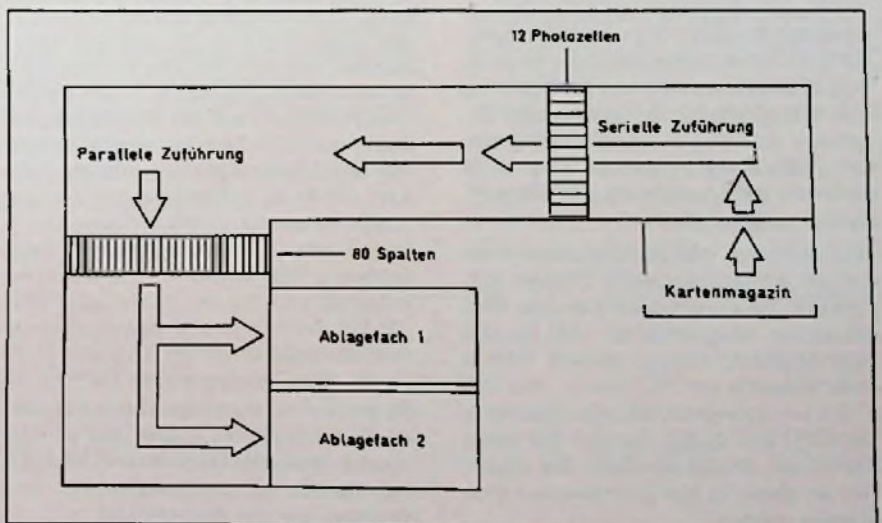 12 Photozellen
Serielle Zuführung
Parallele Zuführung
80 Spalten
Kartenmagazin
Ablagefach 1
Ablagefach 2